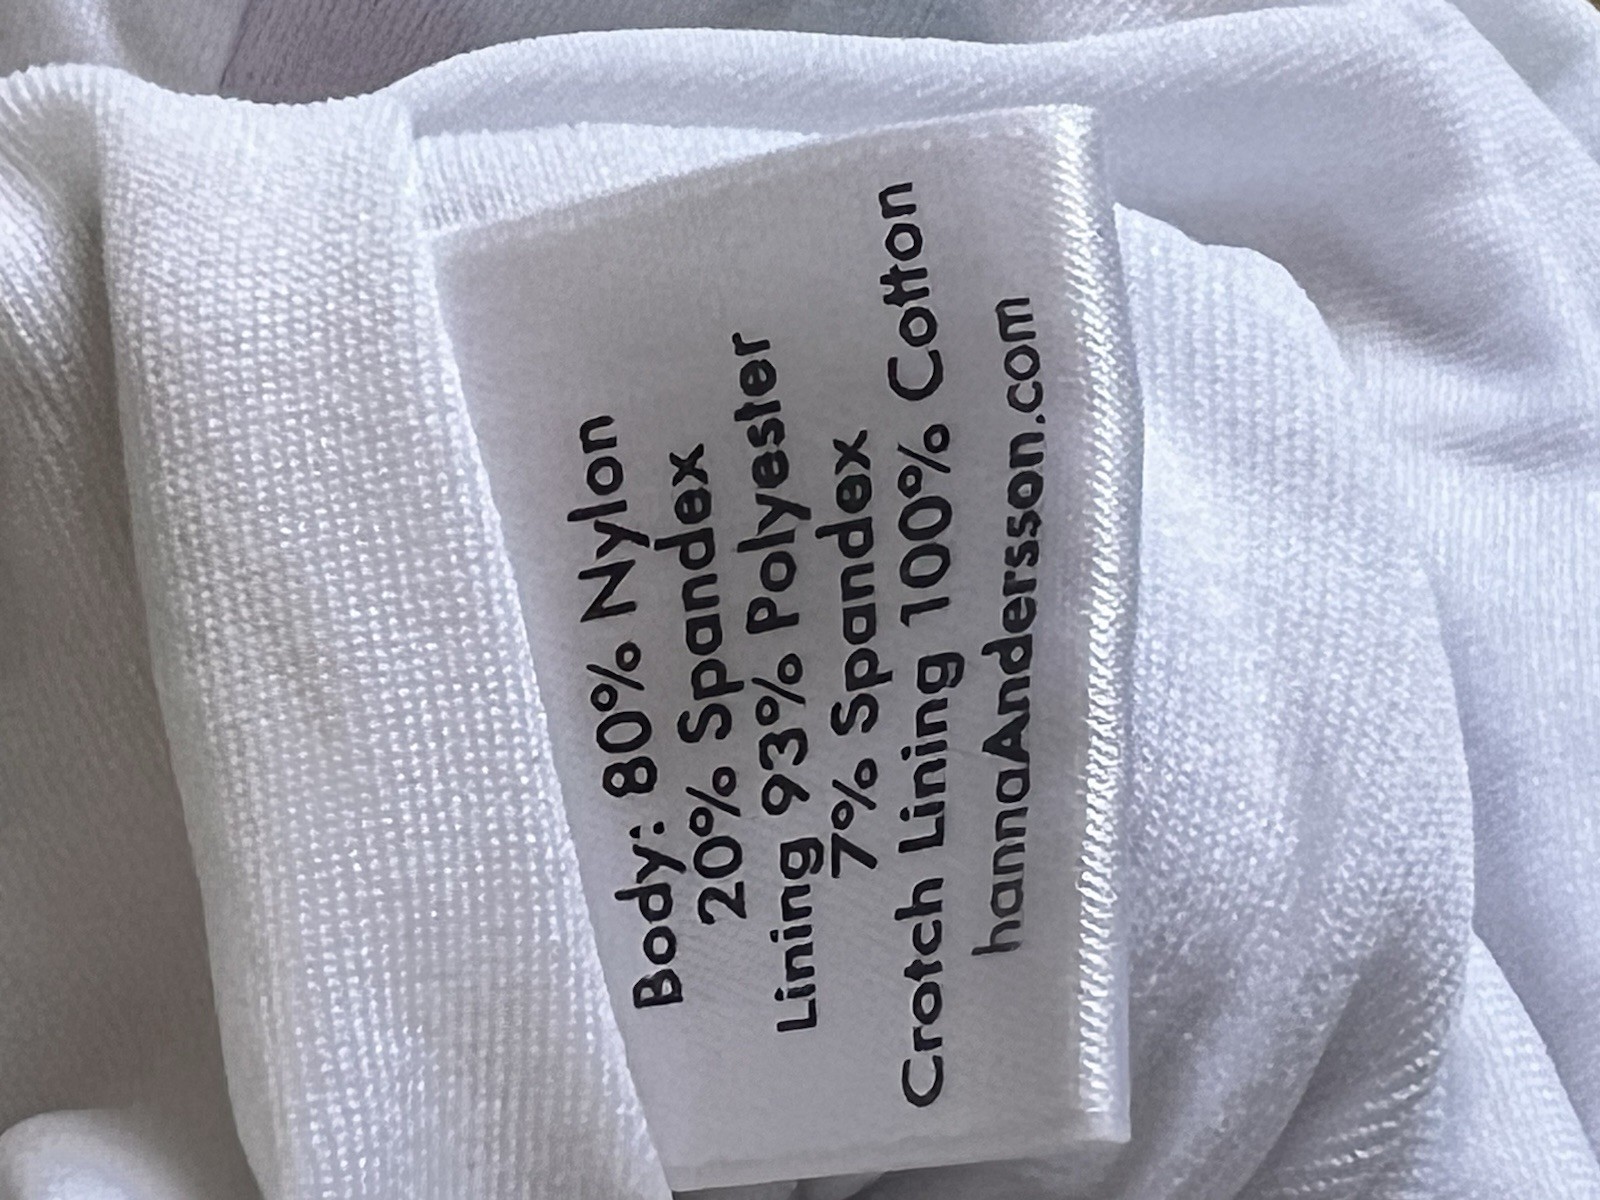 Body: 80% Nylon
20% Spandex
Lining 93% Polyester
7% Spandex
Crotch Lining 100% Cotton
hannaAndersson.com